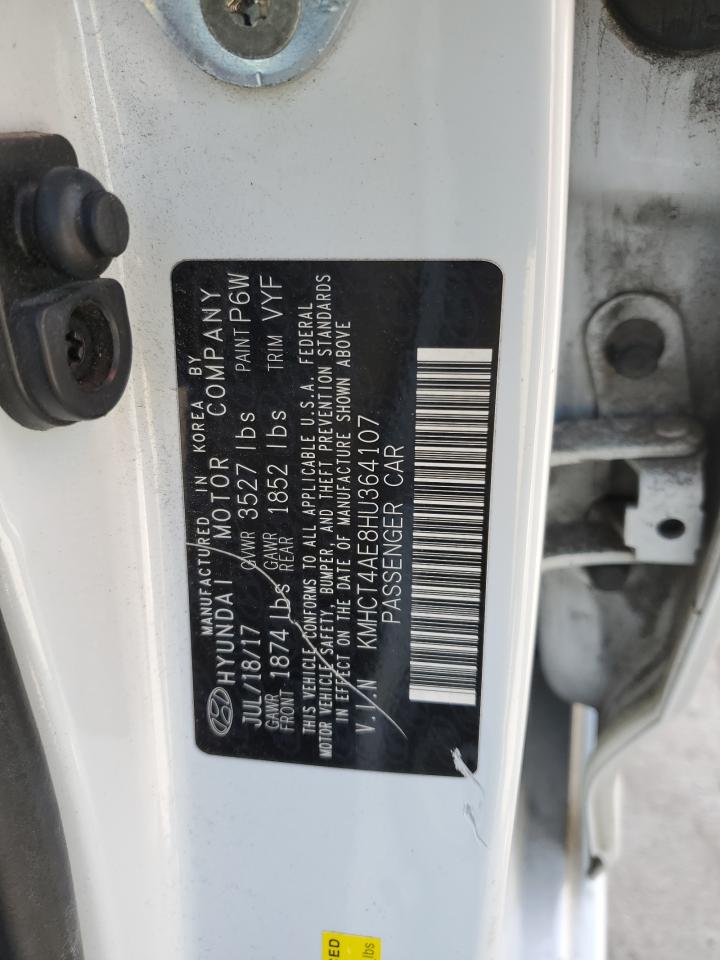 MANUFACTURED IN KOREA BY
HYUNDAI MOTOR COMPANY
JUL/18/17 GVWR 3527 lbs PAINT P6W
GAWR FRONT 1874 lbs GAWR REAR 1852 lbs TRIM VYF
THIS VEHICLE CONFORMS TO ALL APPLICABLE U.S.A. FEDERAL
MOTOR VEHICLE SAFETY, BUMPER, AND THEFT PREVENTION STANDARDS
IN EFFECT ON THE DATE OF MANUFACTURE SHOWN ABOVE
V.I.N KMHCT4AE8HU364107
PASSENGER CAR
lbs